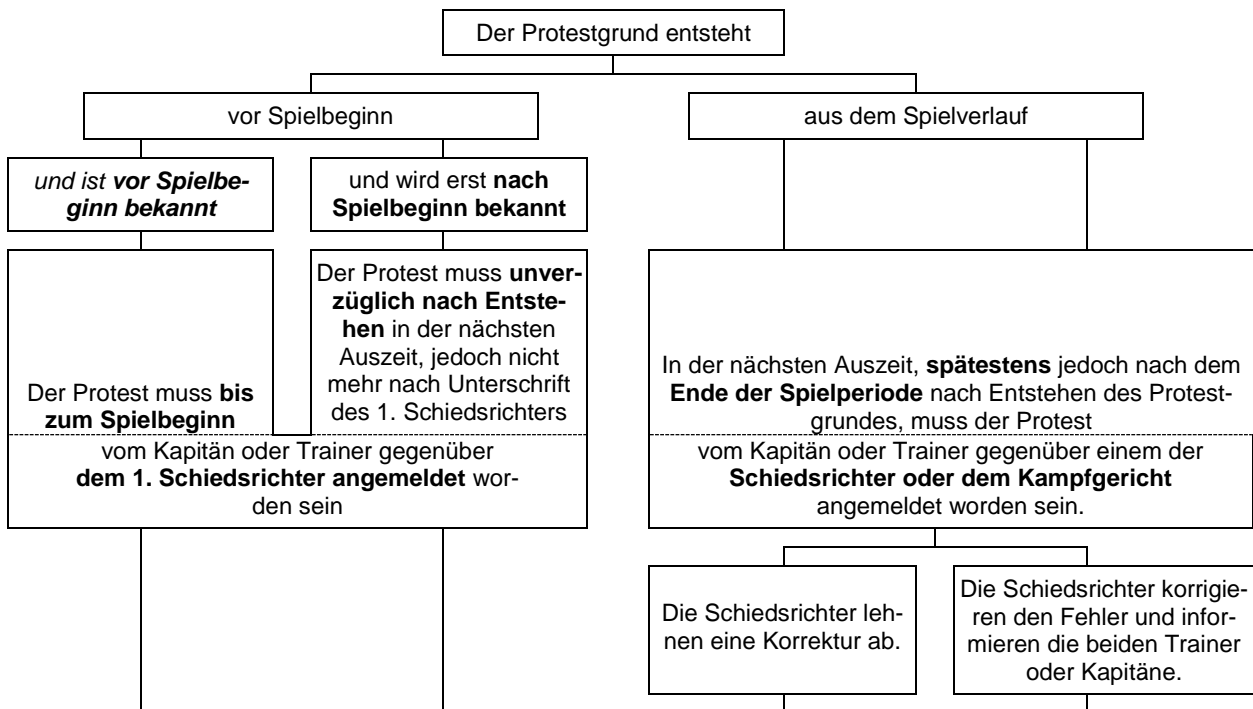 Der Protestgrund entsteht
vor Spielbeginn
aus dem Spielverlauf
und ist vor Spielbe-
ginn bekannt
und wird erst nach
Spielbeginn bekannt
Der Protest muss bis
zum Spielbeginn
Der Protest muss unver-
züglich nach Entste-
hen in der nächsten
Auszeit, jedoch nicht
mehr nach Unterschrift
des 1. Schiedsrichters
vom Kapitän oder Trainer gegenüber
dem 1. Schiedsrichter angemeldet wor-
den sein
In der nächsten Auszeit, spätestens jedoch nach dem
Ende der Spielperiode nach Entstehen des Protest-
grundes, muss der Protest
vom Kapitän oder Trainer gegenüber einem der
Schiedsrichter oder dem Kampfgericht
angemeldet worden sein.
Die Schiedsrichter leh-
nen eine Korrektur ab.
Die Schiedsrichter korrigie-
ren den Fehler und infor-
mieren die beiden Trainer
oder Kapitäne.